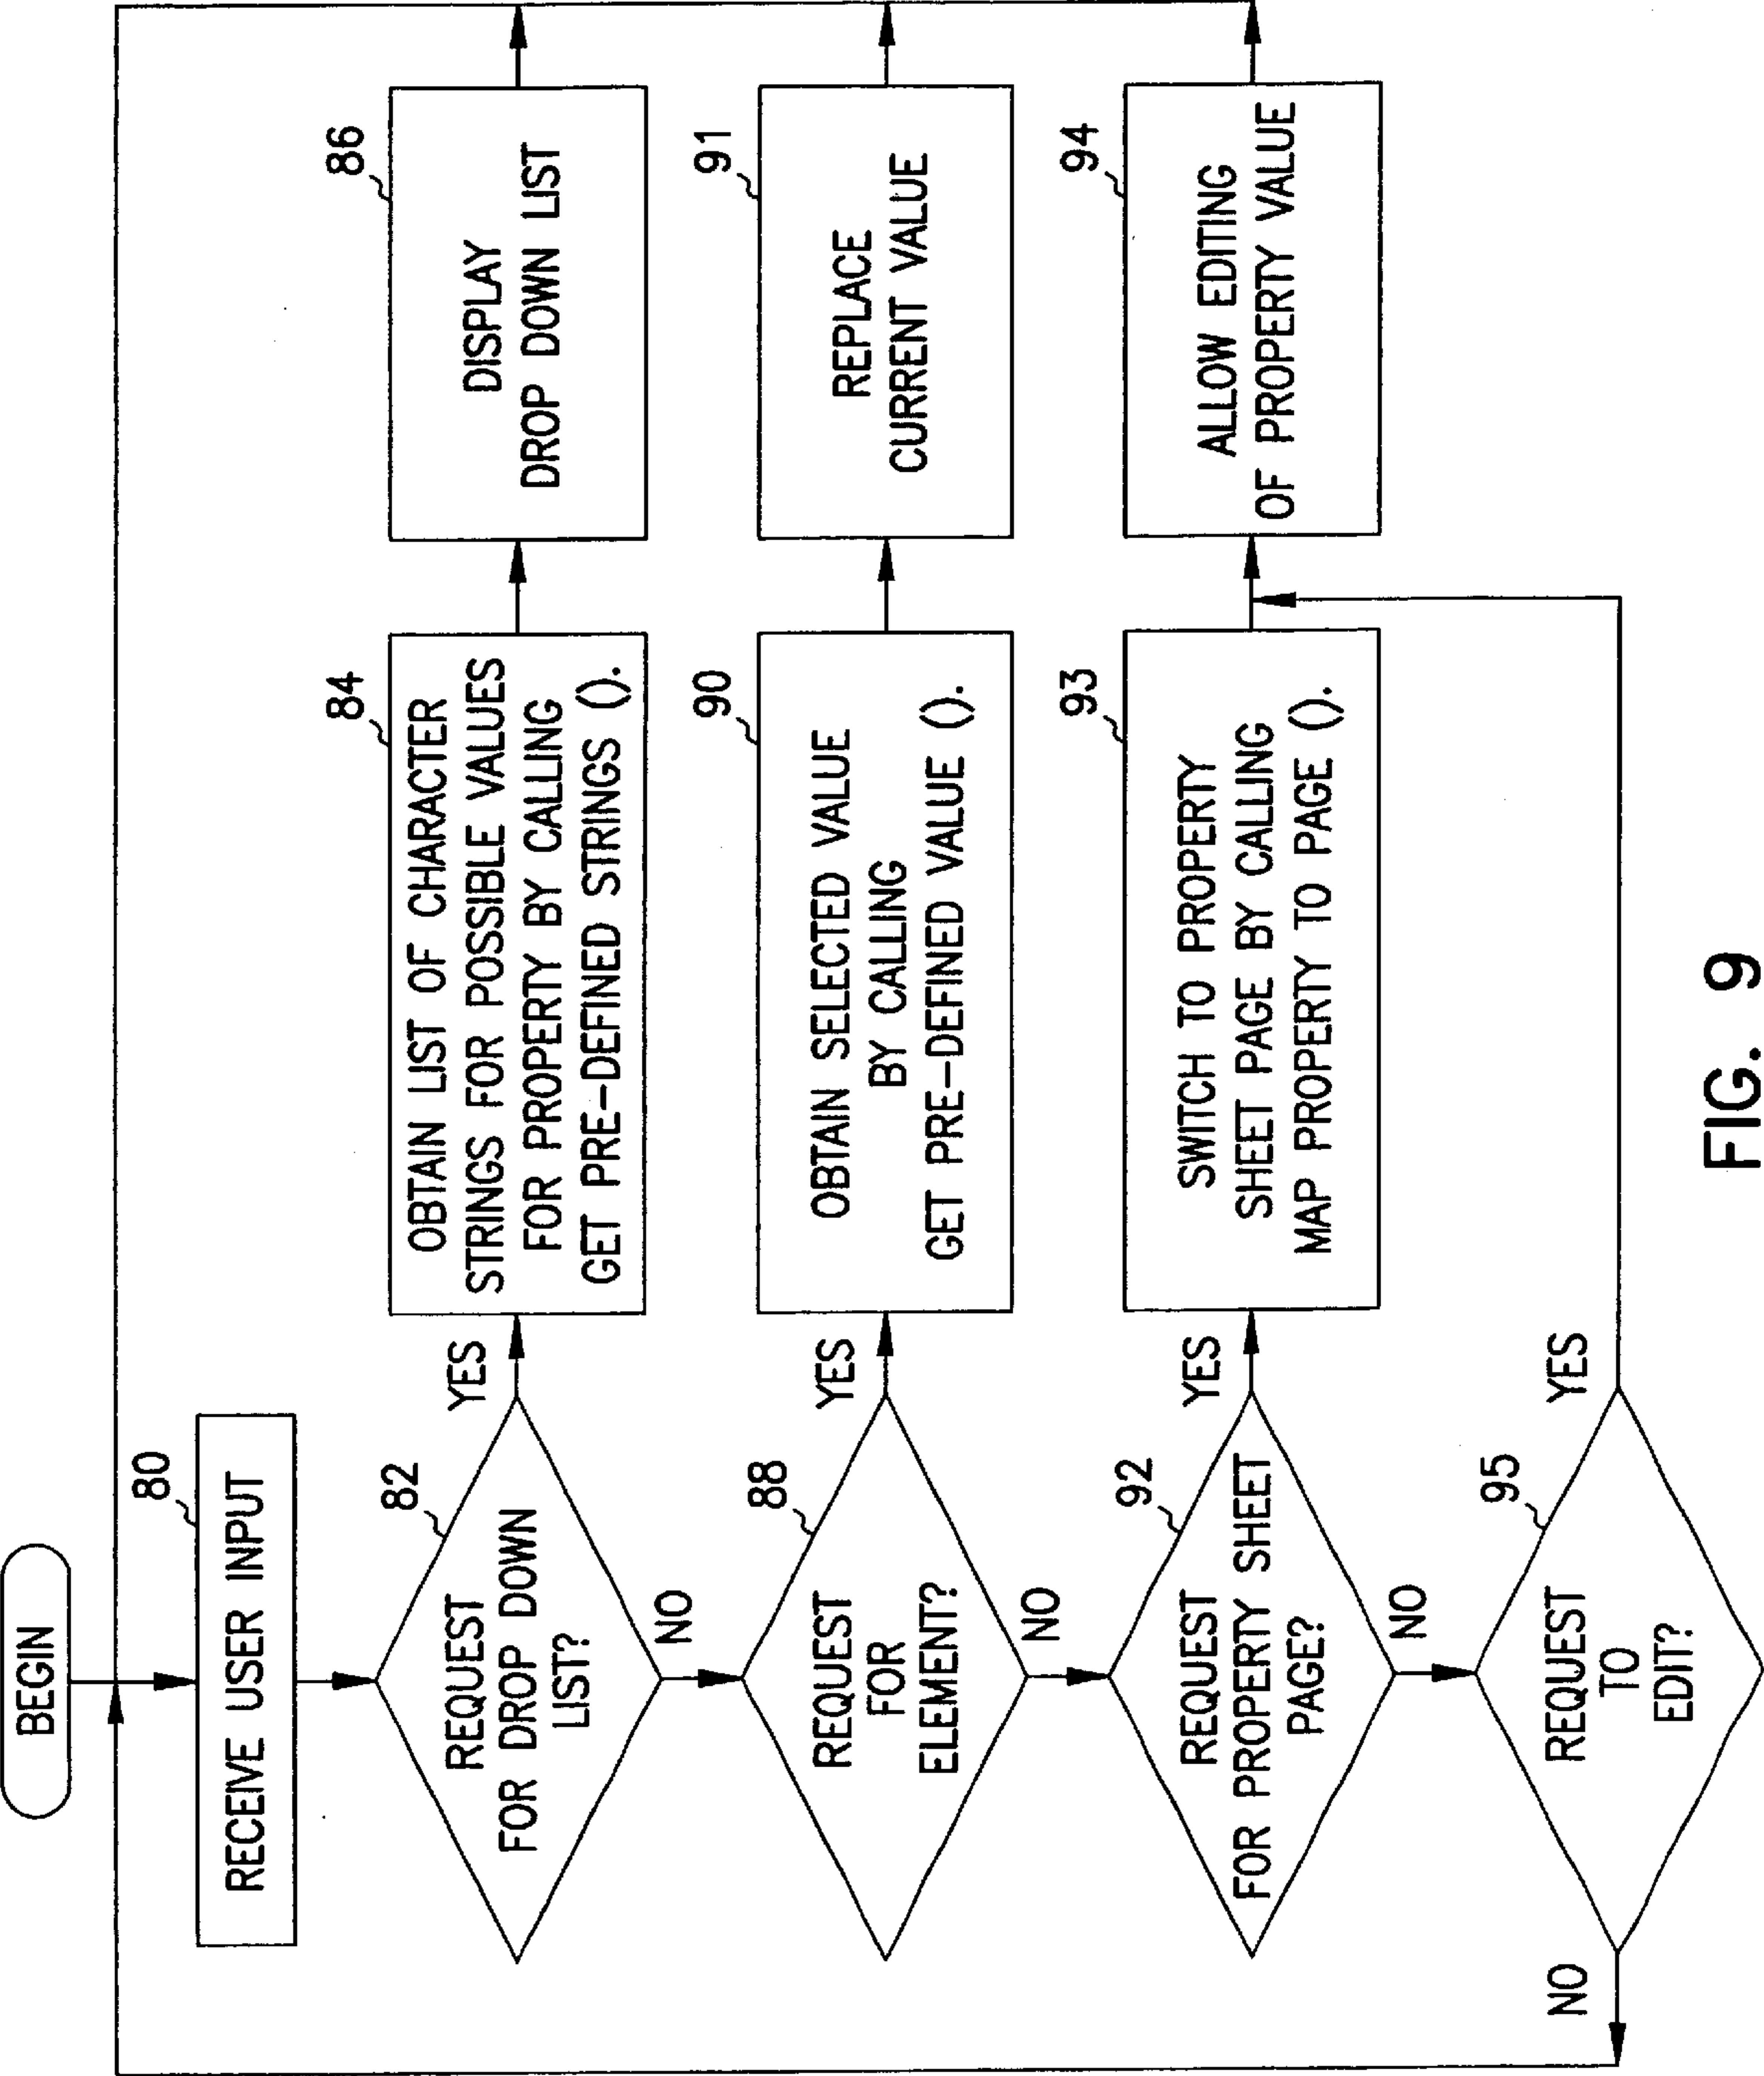 BEGIN
80
RECEIVE USER INPUT
82
REQUEST
FOR DROP DOWN
LIST?
YES
NO
84
OBTAIN LIST OF CHARACTER
STRINGS FOR POSSIBLE VALUES
FOR PROPERTY BY CALLING
GET PRE-DEFINED STRINGS ().
86
DISPLAY
DROP DOWN LIST
88
REQUEST
FOR
ELEMENT?
YES
NO
90
OBTAIN SELECTED VALUE
BY CALLING
GET PRE-DEFINED VALUE ().
91
REPLACE
CURRENT VALUE
92
REQUEST
FOR PROPERTY SHEET
PAGE?
YES
NO
93
SWITCH TO PROPERTY
SHEET PAGE BY CALLING
MAP PROPERTY TO PAGE ().
94
ALLOW EDITING
OF PROPERTY VALUE
95
REQUEST
TO
EDIT?
YES
NO
FIG. 9